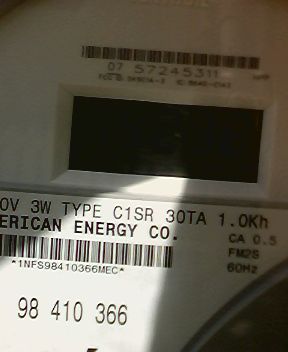 07 57245311
0V 3W TYPE C1SR 30TA 1.0Kh
ERICAN ENERGY CO.
CA 0.5
FM2S
60Hz
*1NFS98410366MEC*
98 410 366